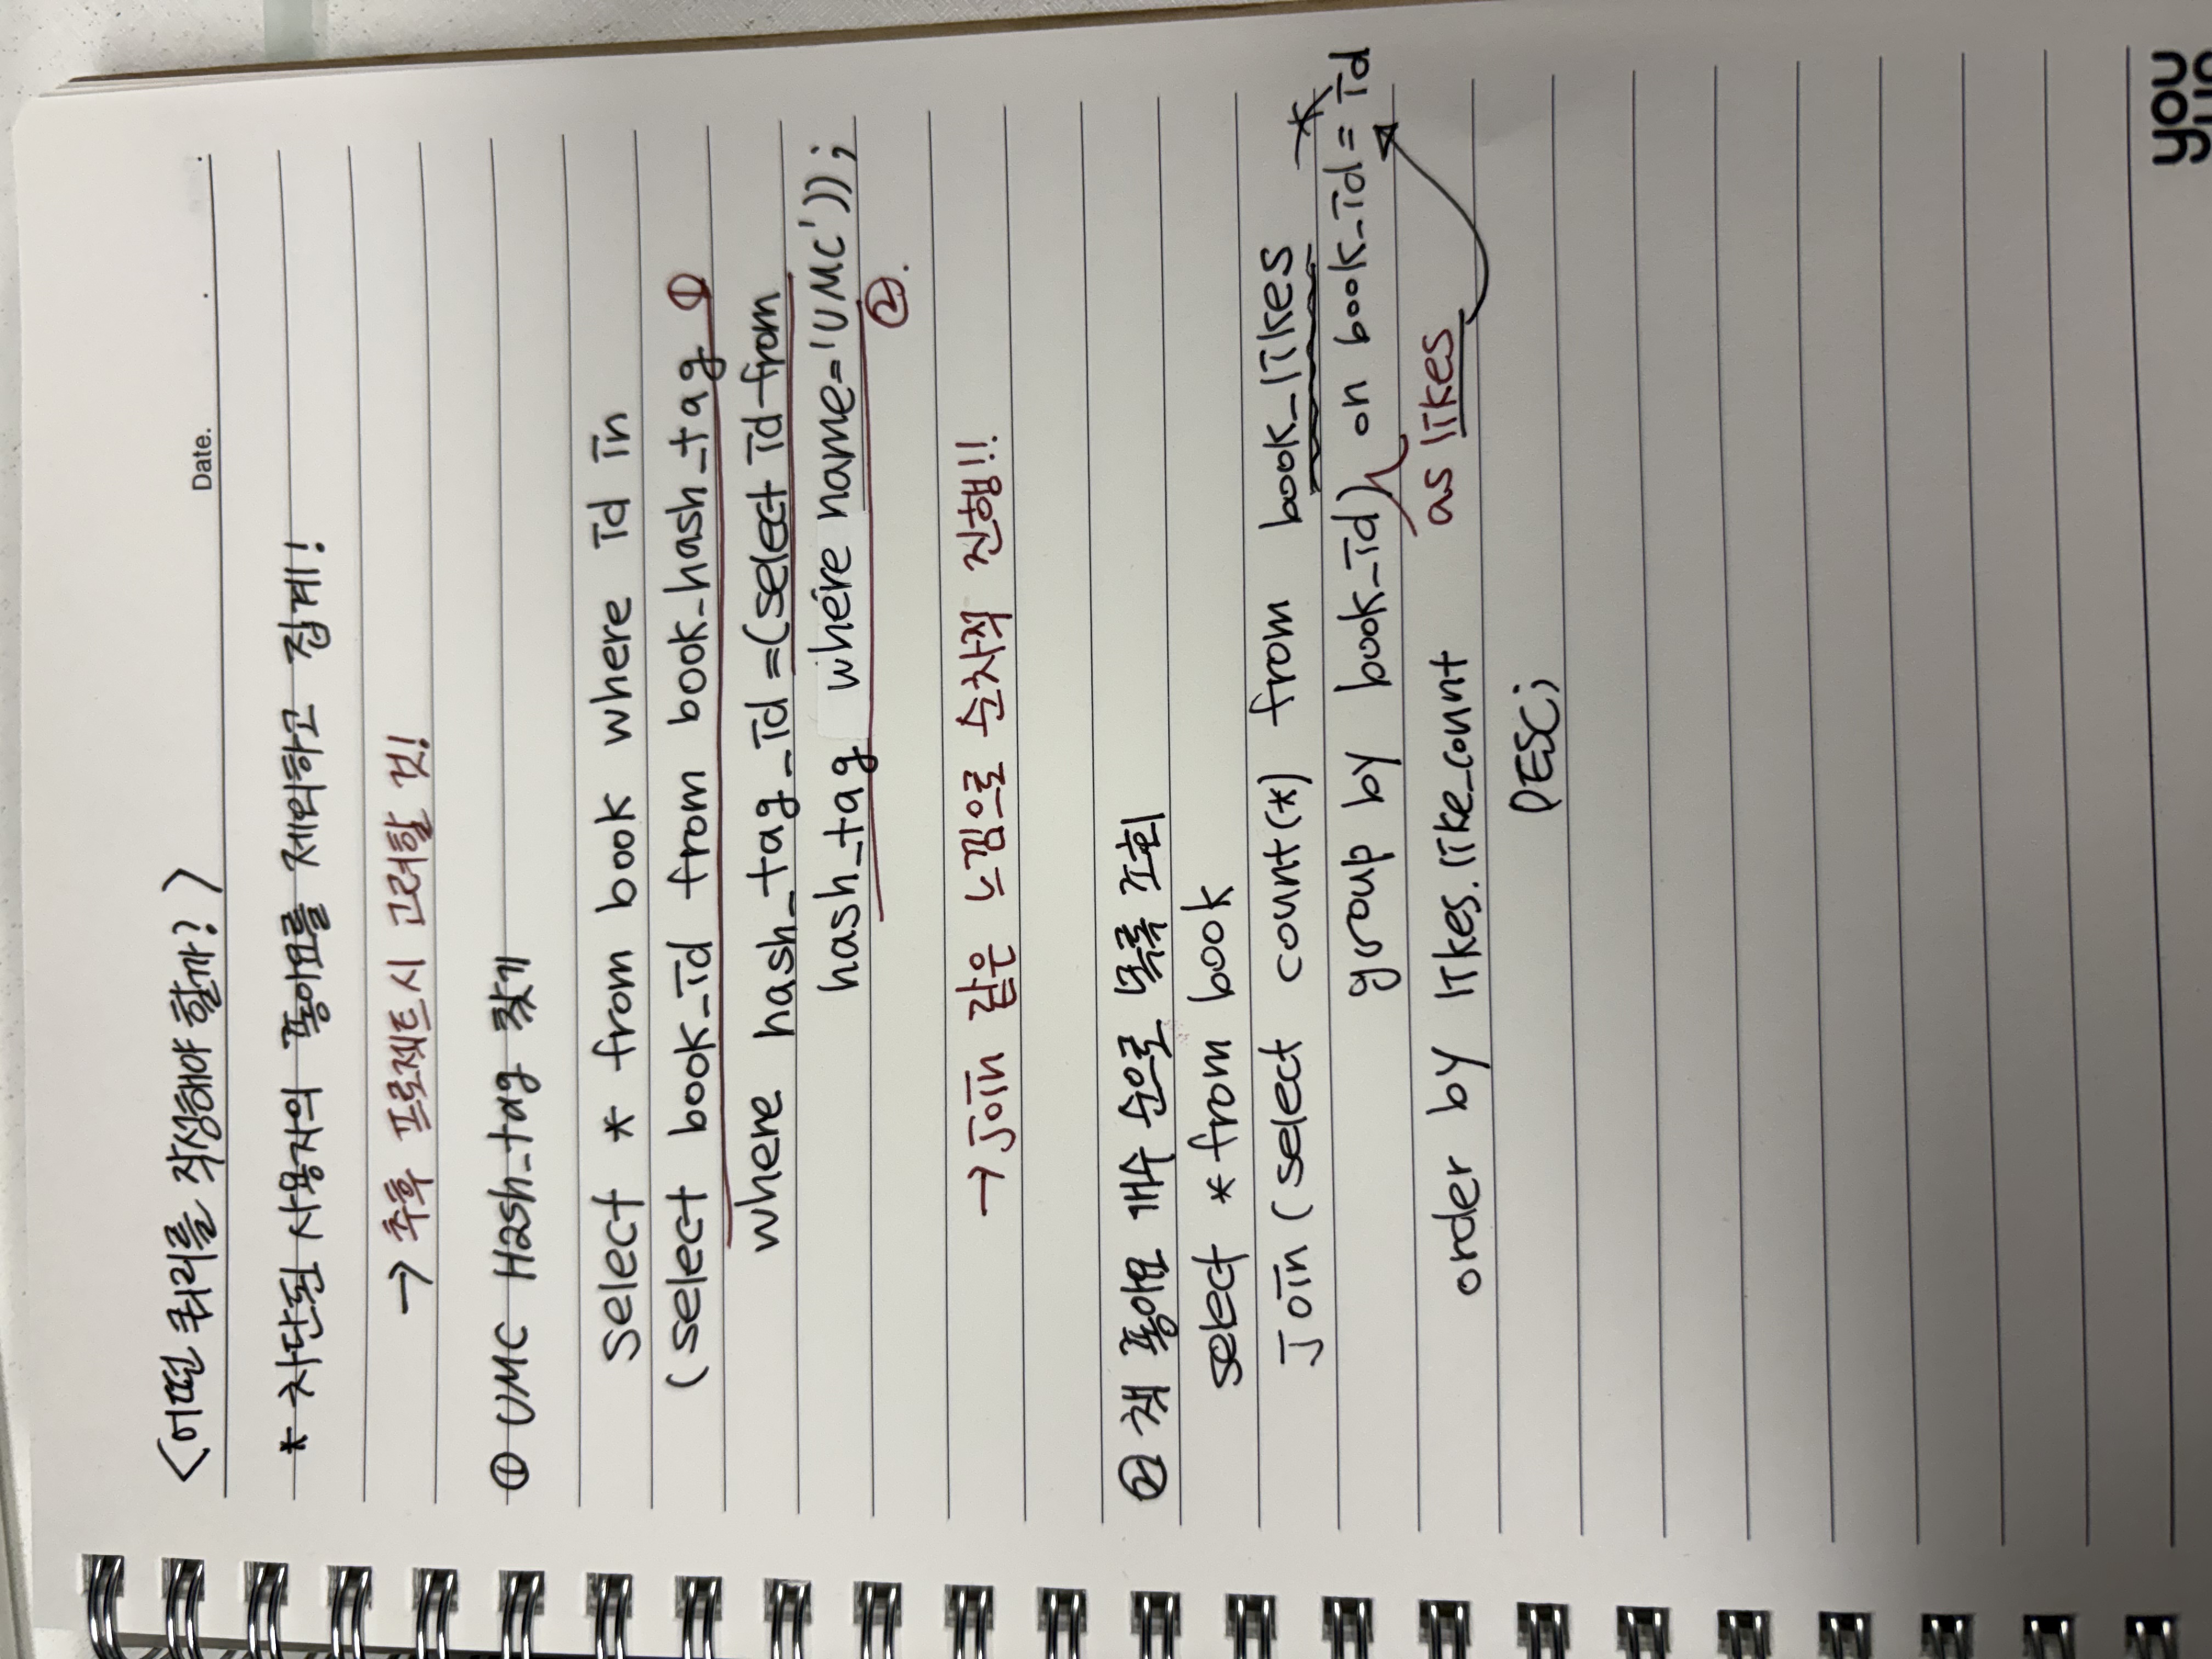 <어떤 쿼리를 작성해야 할까?>
Date. . .
* 차단된 사용자의 좋아요를 제외하고 집계!
→ 추후 프로젝트시 고려할 것!
① UMC Hash_tag 찾기
select * from book where id in
(select book_id from book_hash_tag ①
where hash_tag_id =(select id from
hash_tag where name='UMC'));
②.
→ join 같은 느낌으로 순차적 진행!!
② 책 좋아요 개수 순으로 목록 조회
select * from book
join (select count(*) from book_likes
group by book_id) on book_id = id
as likes
order by likes.like_count
DESC;
you